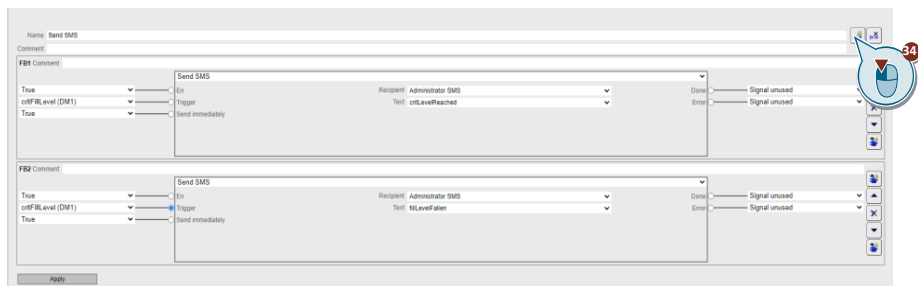 Name Send SMS
34
Comment
FB1 Comment
Send SMS
True En Recipient Administrator SMS Done Signal unused
critFillLevel (DM1) Trigger Text critLevelReached Error Signal unused
True Send immediately
FB2 Comment
Send SMS
True En Recipient Administrator SMS Done Signal unused
critFillLevel (DM1) Trigger Text fillLevelFallen Error Signal unused
True Send immediately
Apply